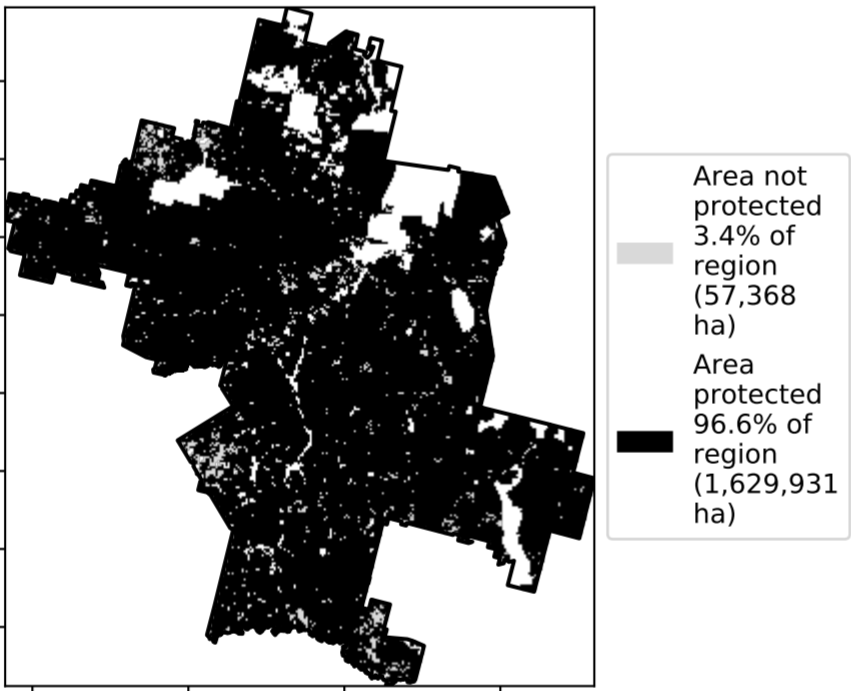 Area not
protected
3.4% of
region
(57,368
ha)
Area
protected
96.6% of
region
(1,629,931
ha)